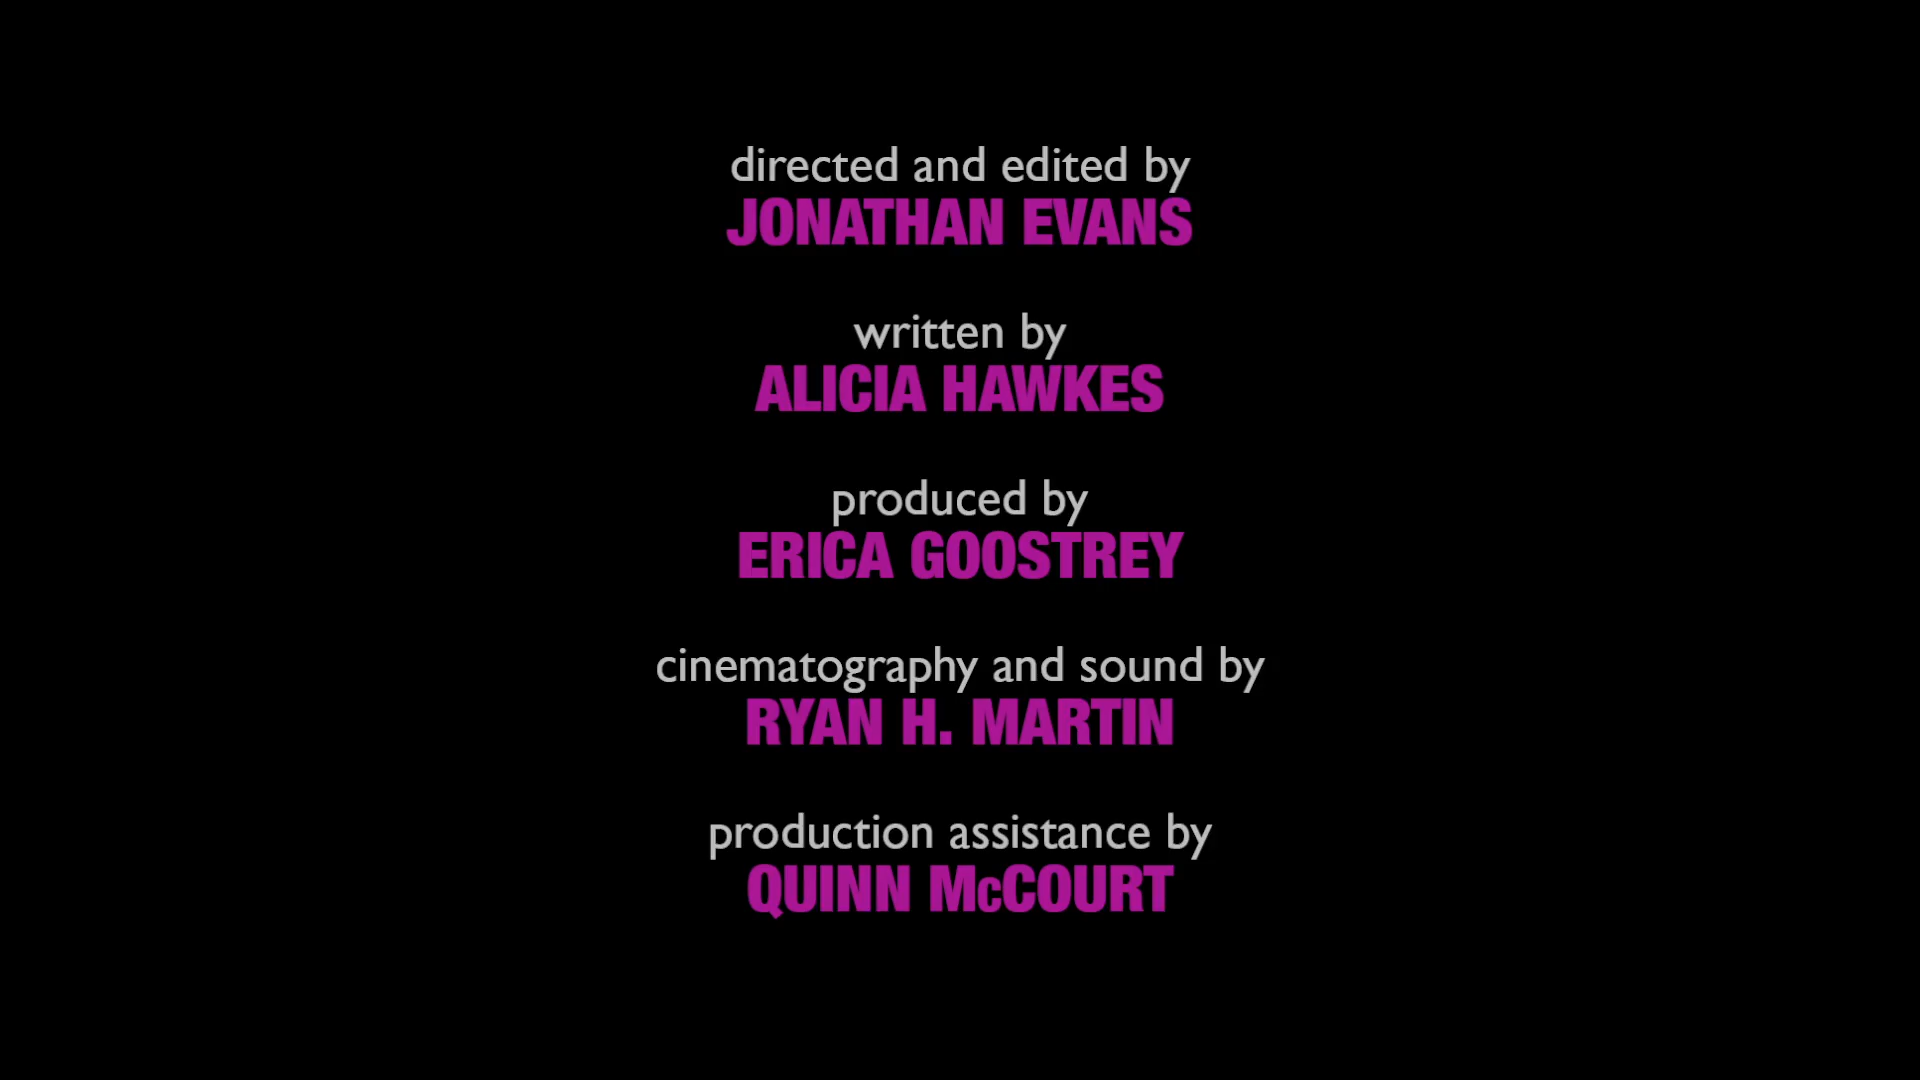 directed and edited by
JONATHAN EVANS
written by
ALICIA HAWKES
produced by
ERICA GOOSTREY
cinematography and sound by
RYAN H. MARTIN
production assistance by
QUINN McCOURT